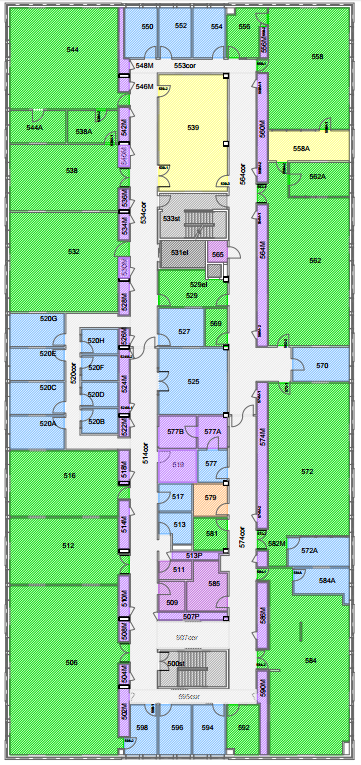 550 552 554 556 556M
544 558
548M 553cor
546M
539
542M 560M
544A 538A
540M
558A
538 564cor 562A
536M
534cor
534M 533st
532 564M
531el 565
530M 562
529el
528M 529
520G 527 569
526M
520H
520E
520F 570
520cor
520C 524M 525
520D
520A 520B 522M 574M
577B 577A
514cor
516 518M 519 577 572
517 579
514M
513 581 574cor
512 582M 572A
513P
511
585 584A
510M 509
586M
507P
508M
507cor
506 500st 584
504M
590M
595cor
502M
598 596 594 592